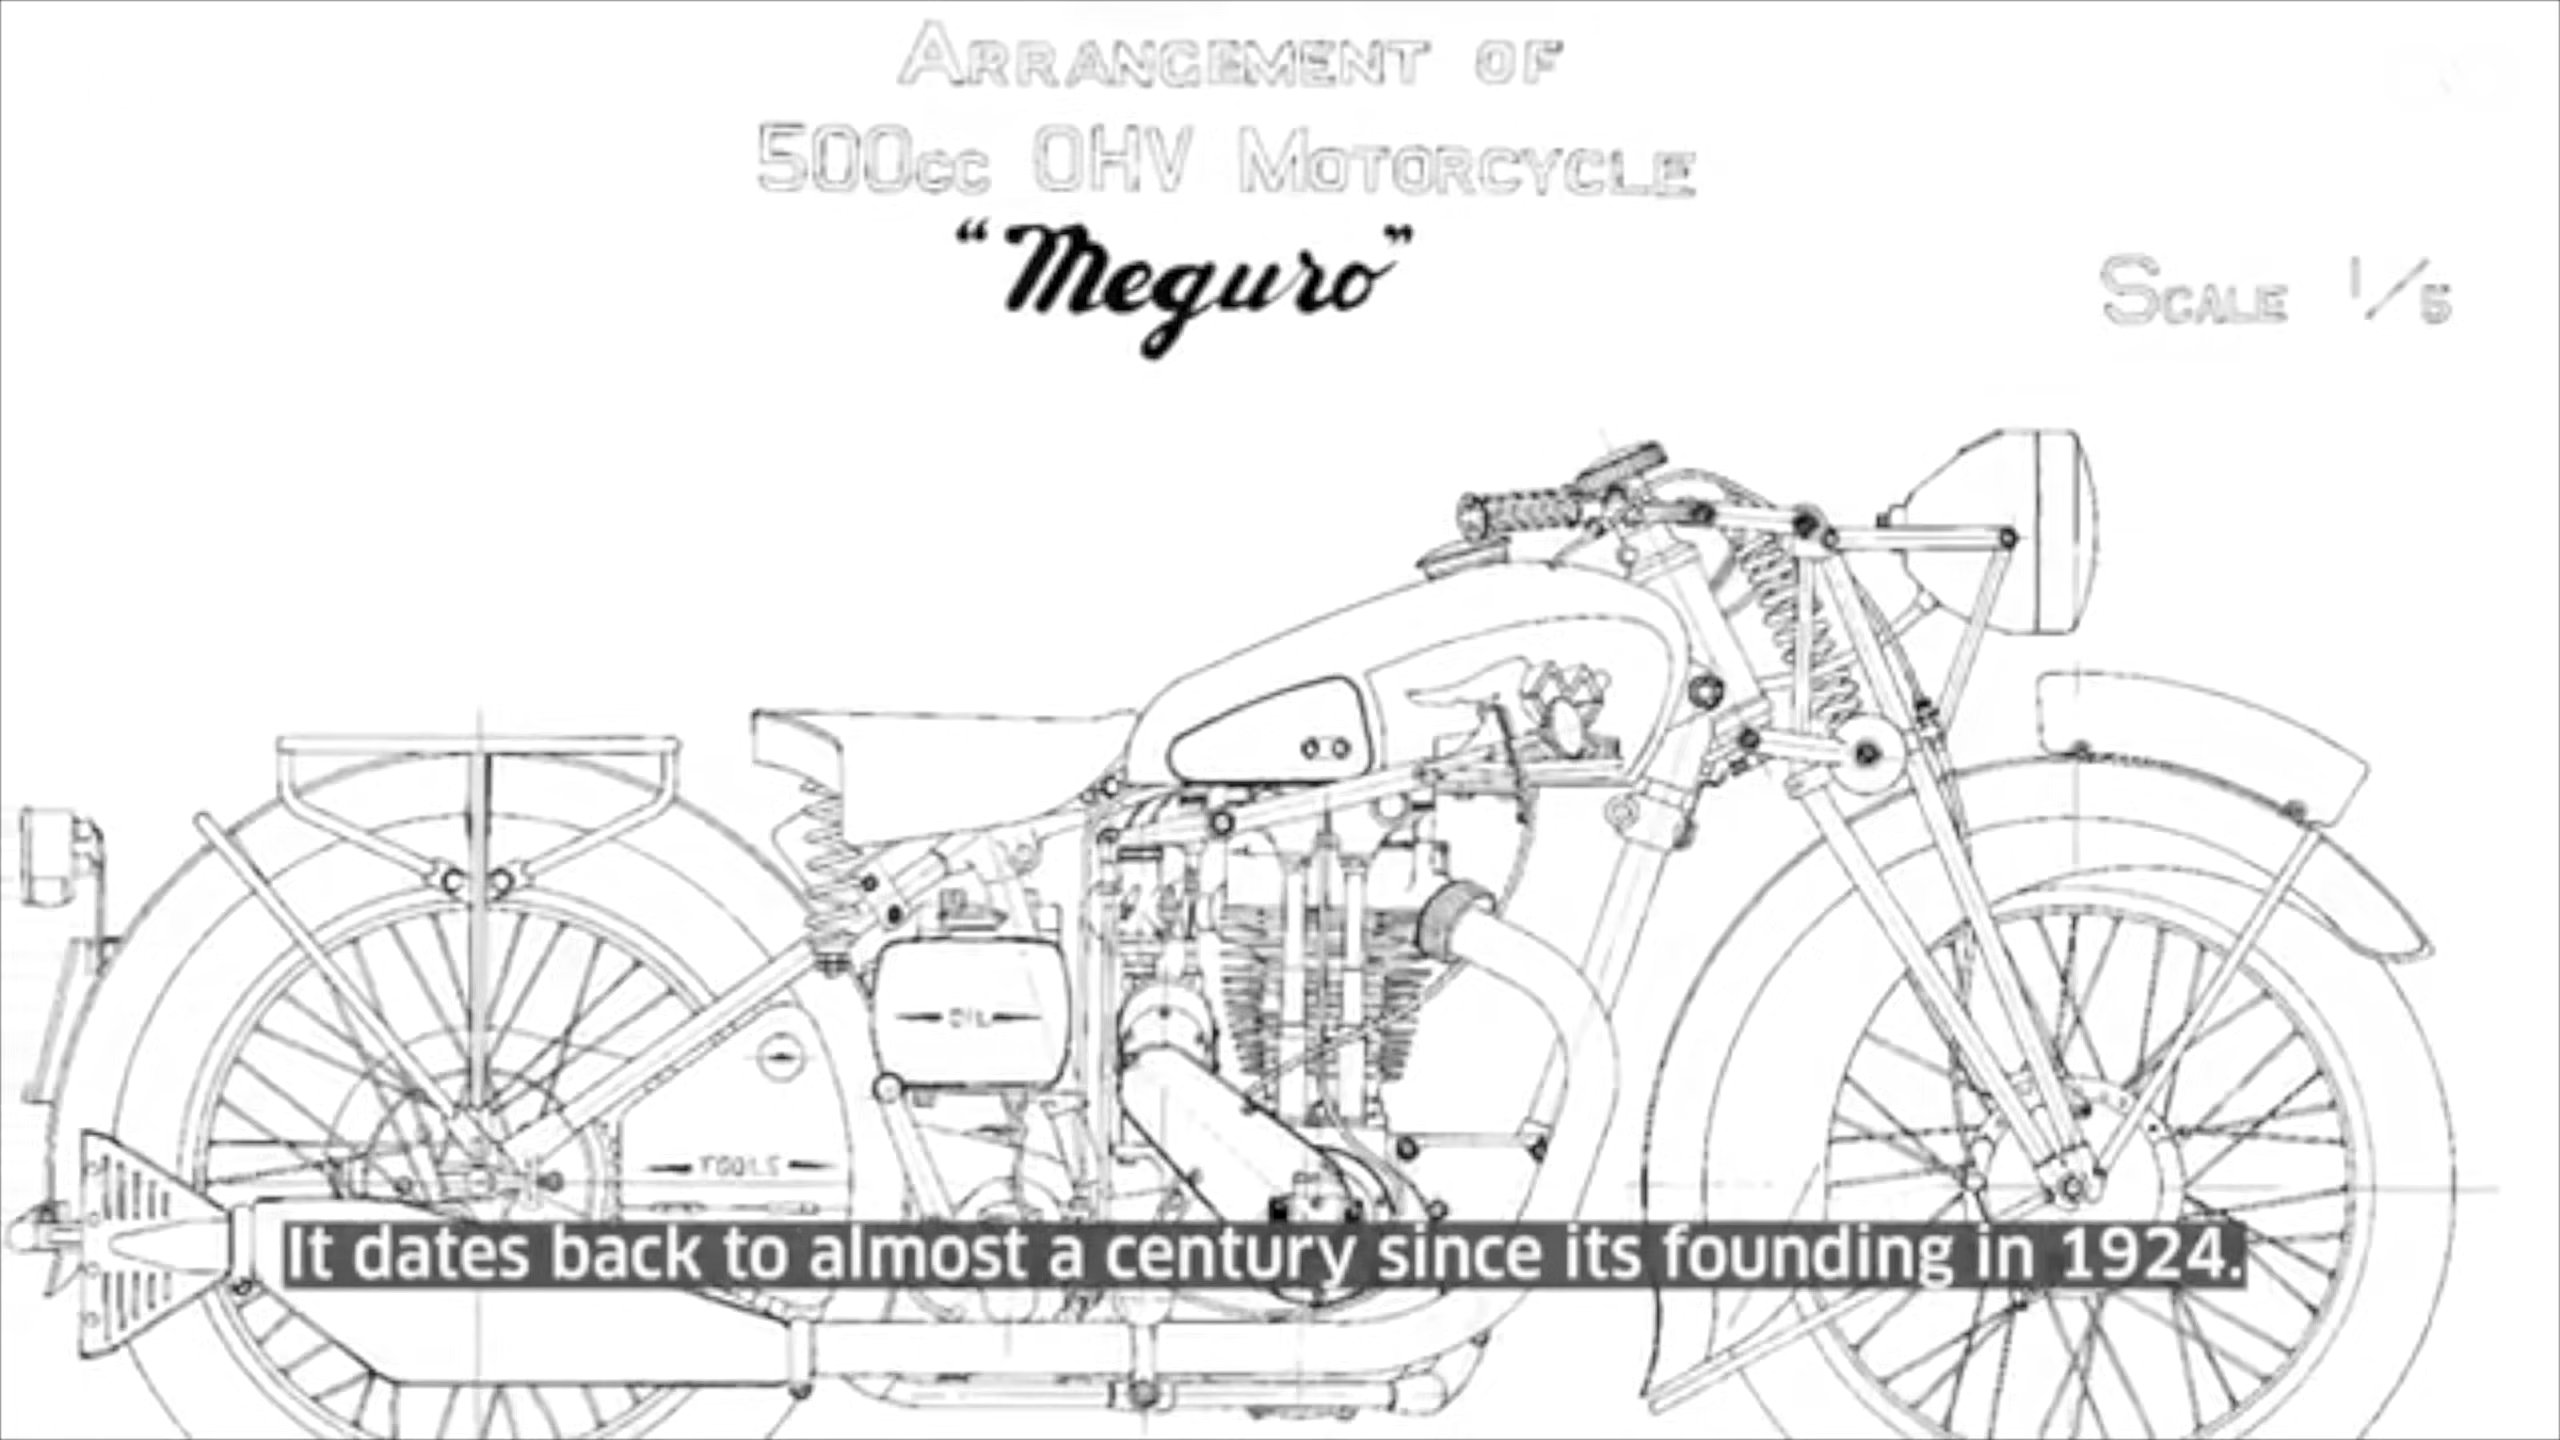 ARRANGEMENT OF
500cc OHV MOTORCYCLE
"Meguro"
SCALE 1/5
OIL
TOOLS
It dates back to almost a century since its founding in 1924.